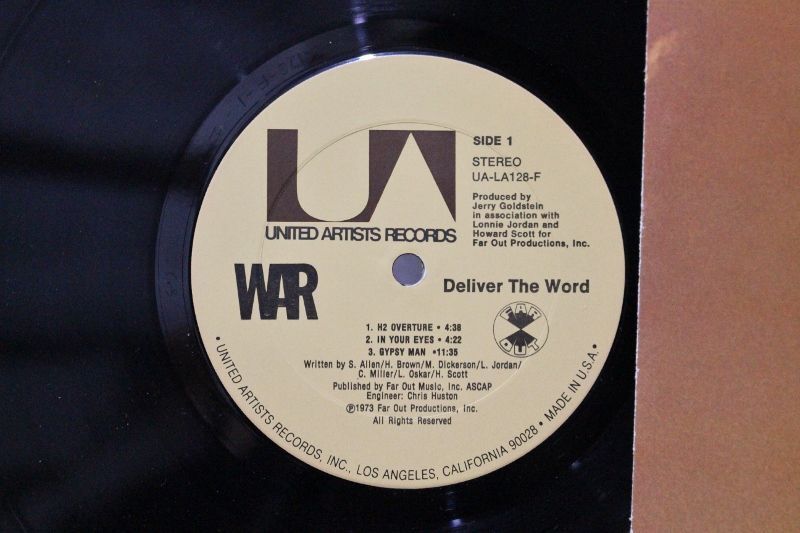 UA
UNITED ARTISTS RECORDS
SIDE 1
STEREO
UA-LA128-F
Produced by
Jerry Goldstein
in association with
Lonnie Jordan and
Howard Scott for
Far Out Productions, Inc.
WAR
Deliver The Word
FAR
OUT
1. H2 OVERTURE • 4:38
2. IN YOUR EYES • 4:22
3. GYPSY MAN •11:35
Written by S. Allen/H. Brown/M. Dickerson/L. Jordan/
C. Miller/L. Oskar/H. Scott
Published by Far Out Music, Inc. ASCAP
Engineer: Chris Huston
℗1973 Far Out Productions, Inc.
All Rights Reserved
• UNITED ARTISTS RECORDS, INC., LOS ANGELES, CALIFORNIA 90028 • MADE IN U.S.A. •